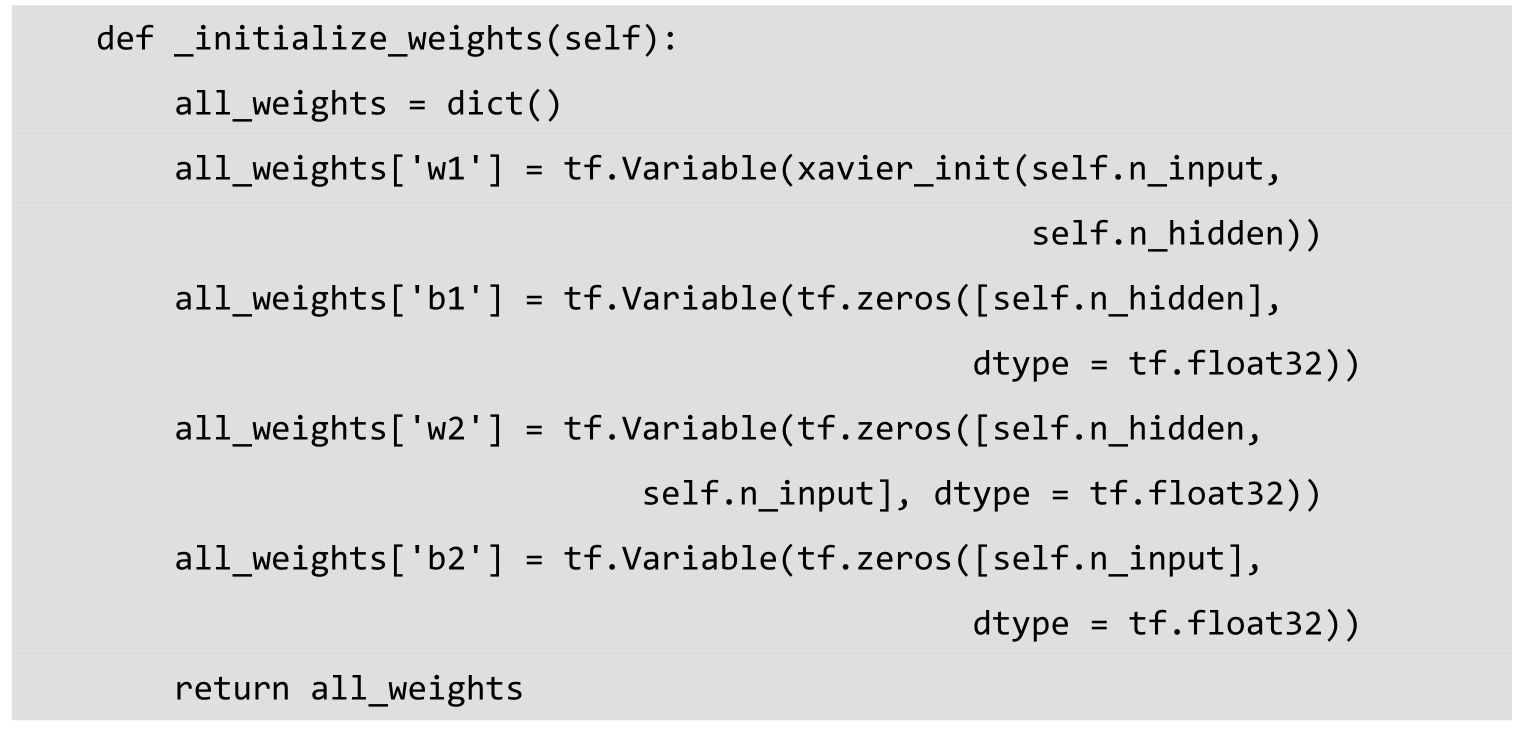 def _initialize_weights(self):
all_weights = dict()
all_weights['w1'] = tf.Variable(xavier_init(self.n_input,
self.n_hidden))
all_weights['b1'] = tf.Variable(tf.zeros([self.n_hidden],
dtype = tf.float32))
all_weights['w2'] = tf.Variable(tf.zeros([self.n_hidden,
self.n_input], dtype = tf.float32))
all_weights['b2'] = tf.Variable(tf.zeros([self.n_input],
dtype = tf.float32))
return all_weights